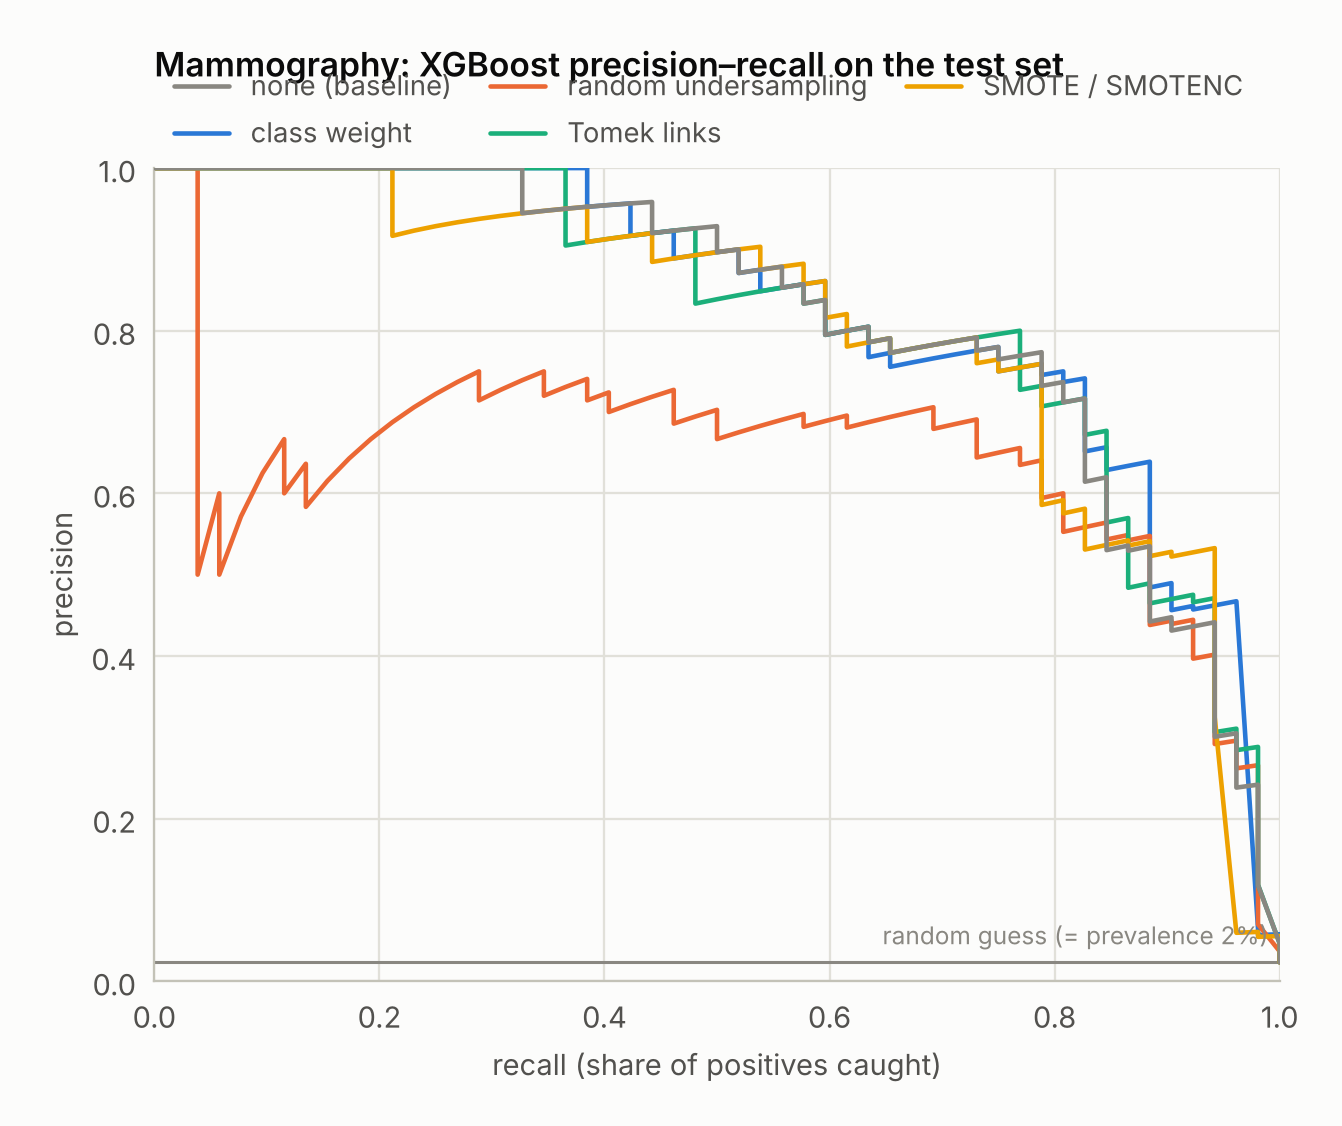 Mammography: XGBoost precision–recall on the test set
none (baseline) random undersampling SMOTE / SMOTENC
class weight Tomek links
1.0
0.8
0.6
0.4
0.2
0.0
precision
random guess (= prevalence 2%)
0.0 0.2 0.4 0.6 0.8 1.0
recall (share of positives caught)